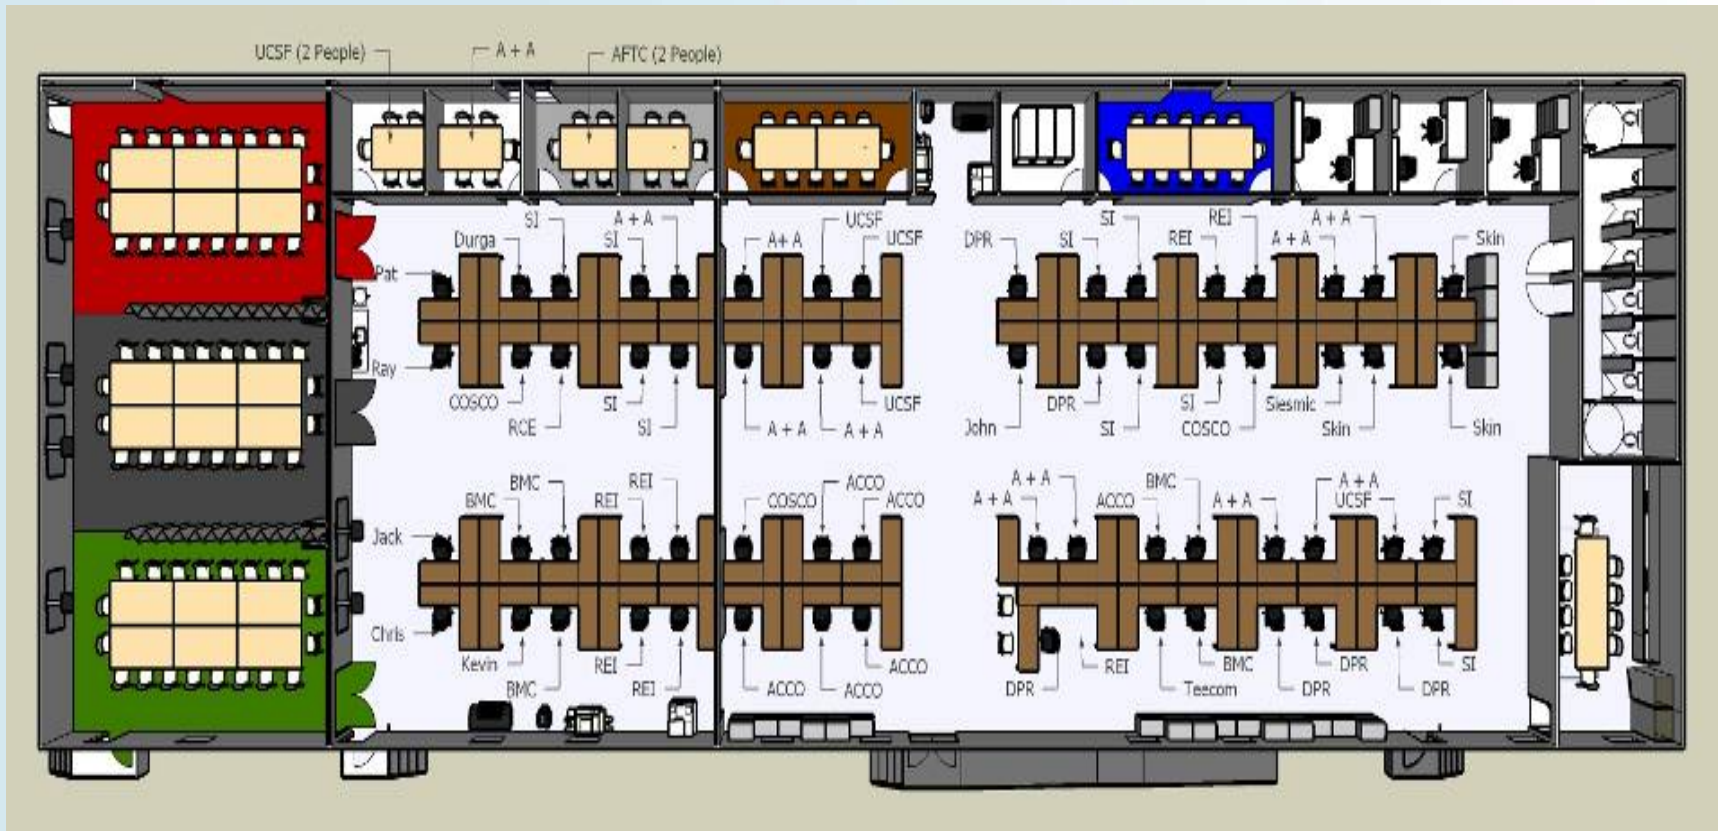 UCSF (2 People)
A + A
AFTC (2 People)
SI
A + A
UCSF
SI
REI
A + A
Durga
SI
A+ A
UCSF
DPR
SI
REI
A + A
Skin
Pat
Ray
COSCO
SI
UCSF
DPR
SI
Siesmic
RCE
SI
A + A
A + A
John
SI
COSCO
Skin
Skin
BMC
REI
ACCO
A + A
BMC
A + A
BMC
REI
COSCO
ACCO
A + A
ACCO
A + A
UCSF
SI
Jack
Chris
Kevin
REI
ACCO
REI
BMC
DPR
SI
BMC
REI
ACCO
ACCO
DPR
Teecom
DPR
DPR